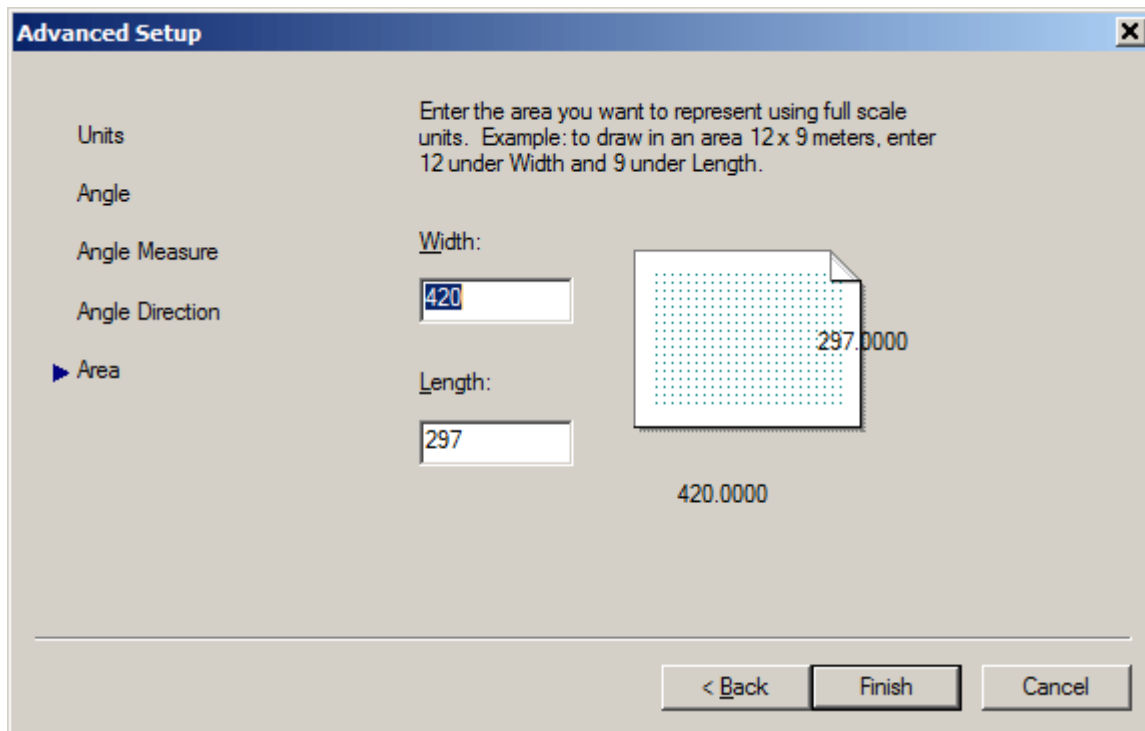 Advanced Setup
Units
Angle
Angle Measure
Angle Direction
Area
Enter the area you want to represent using full scale
units. Example: to draw in an area 12 x 9 meters, enter
12 under Width and 9 under Length.
Width:
420
Length:
297
297.0000
420.0000
< Back
Finish
Cancel